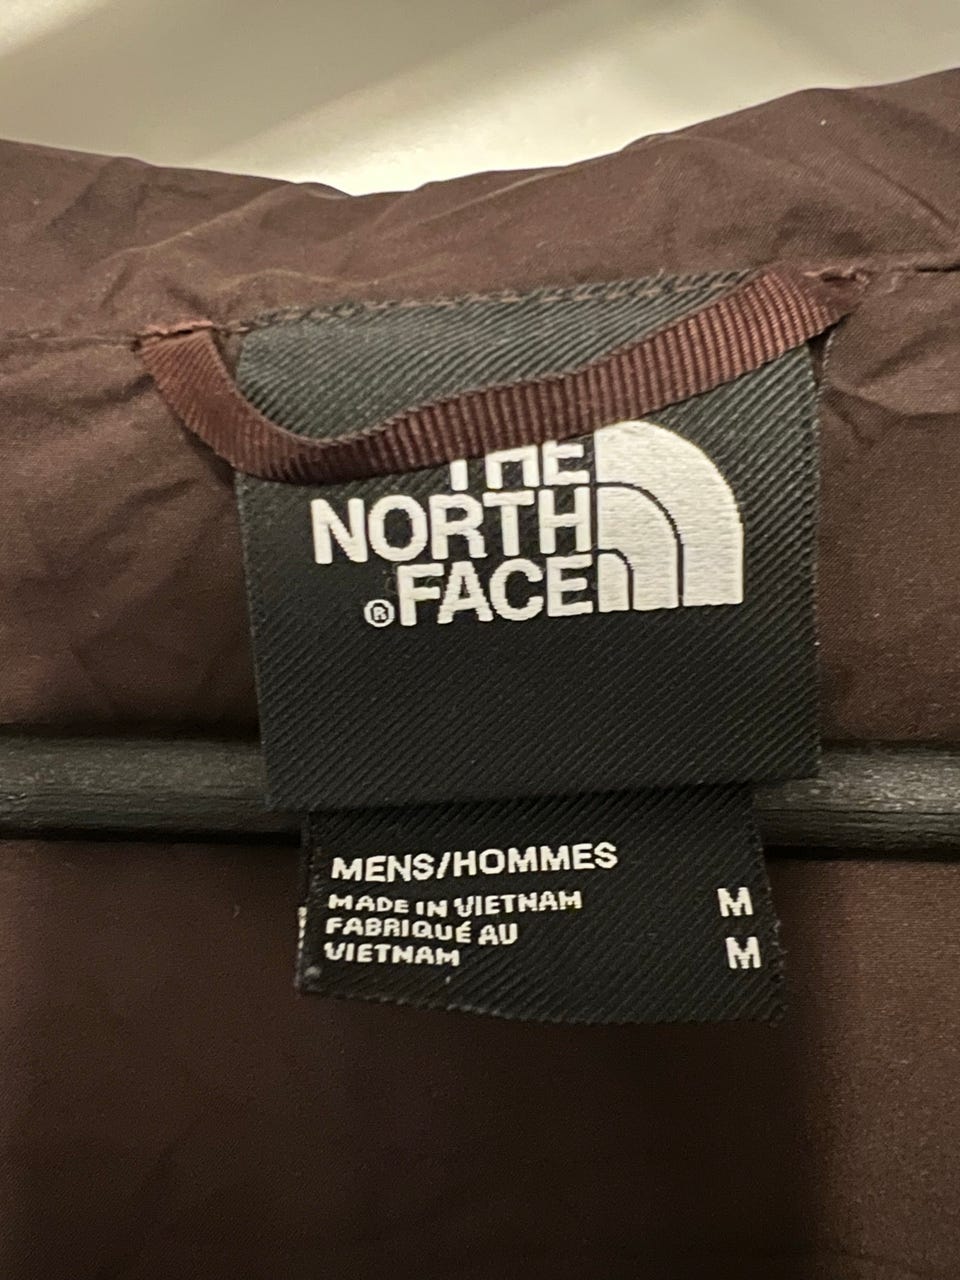 THE
NORTH
®FACE
MENS/HOMMES
MADE IN VIETNAM M
FABRIQUÉ AU
VIETNAM M